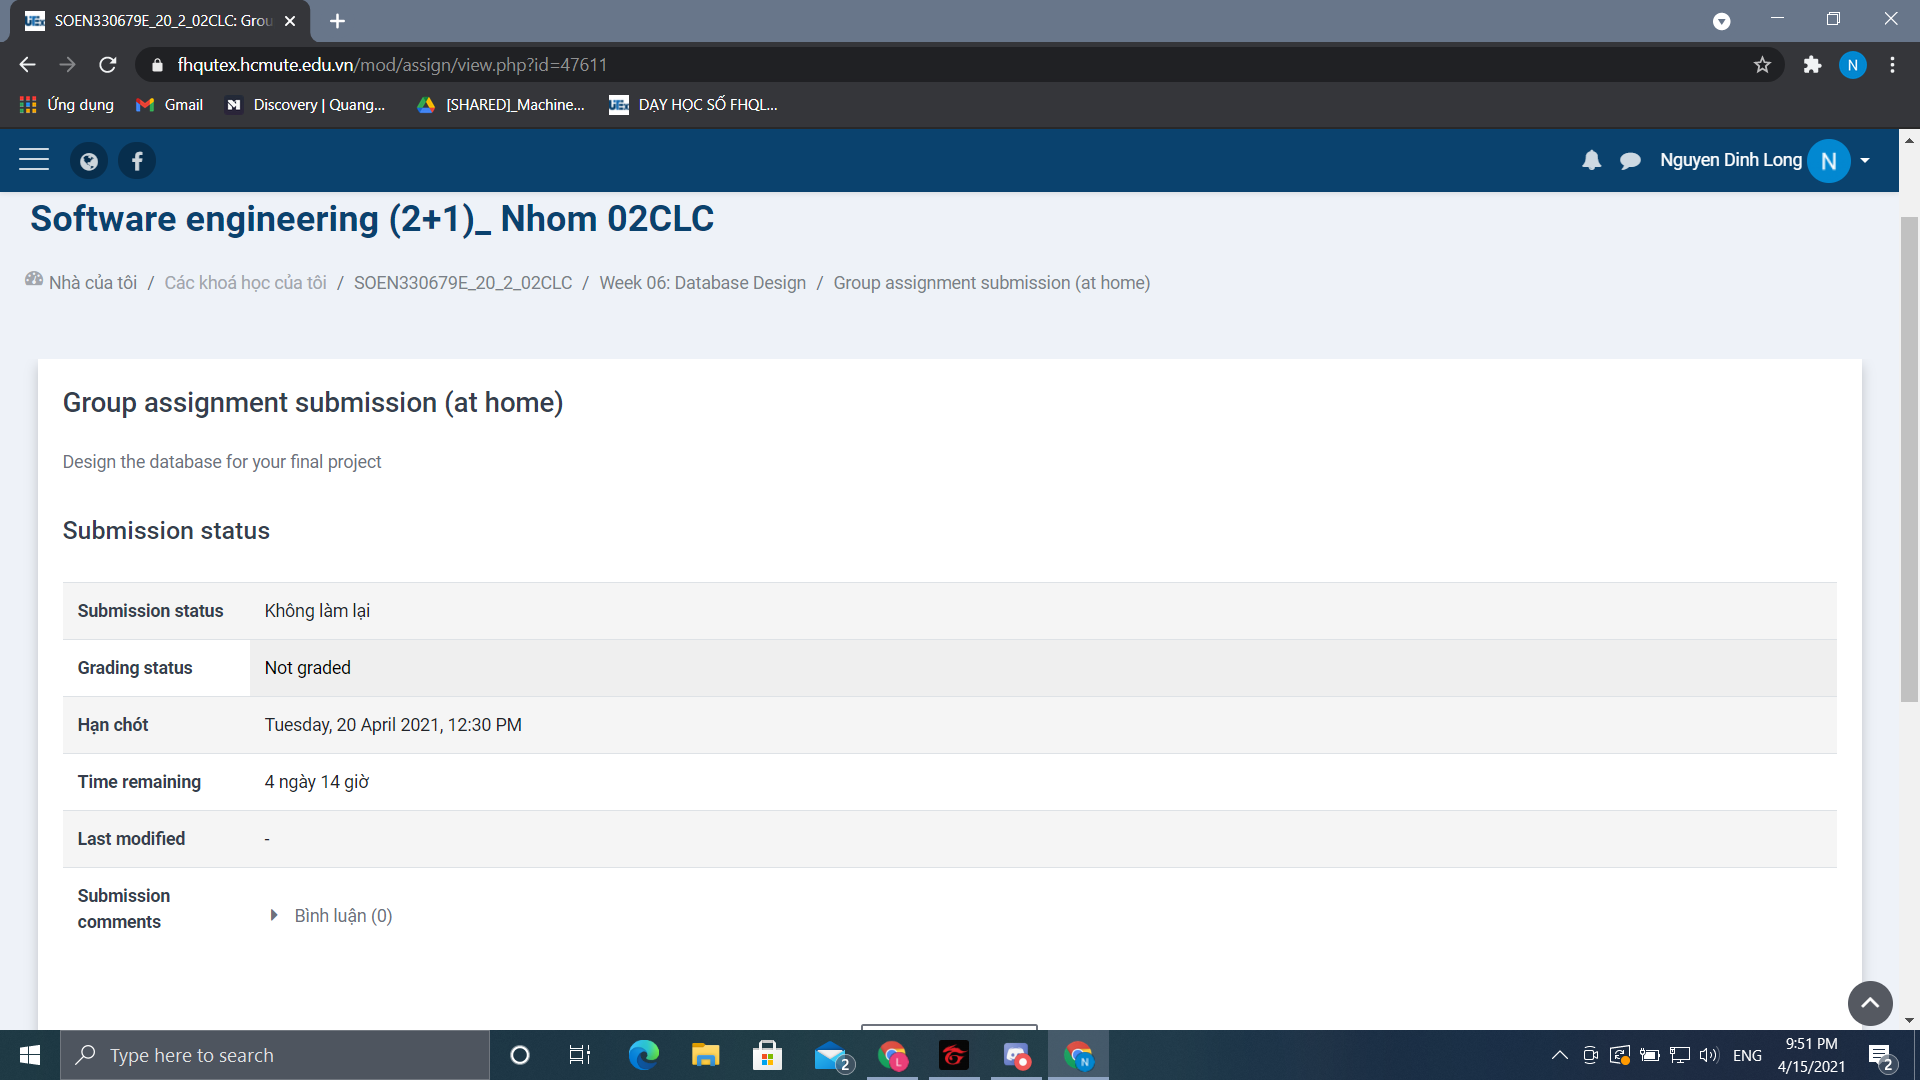 SOEN330679E_20_2_02CLC: Grou
fhqutex.hcmute.edu.vn/mod/assign/view.php?id=47611
N
Ứng dụng
Gmail
Discovery | Quang...
[SHARED]_Machine...
DẠY HỌC SỐ FHQL...
Nguyen Dinh Long
N
Software engineering (2+1)_ Nhom 02CLC
Nhà của tôi / Các khoá học của tôi / SOEN330679E_20_2_02CLC / Week 06: Database Design / Group assignment submission (at home)
Group assignment submission (at home)
Design the database for your final project
Submission status
Submission status Không làm lại
Grading status Not graded
Hạn chót Tuesday, 20 April 2021, 12:30 PM
Time remaining 4 ngày 14 giờ
Last modified -
Submission comments
Bình luận (0)
Type here to search
2
L
N
ENG
9:51 PM
4/15/2021
2